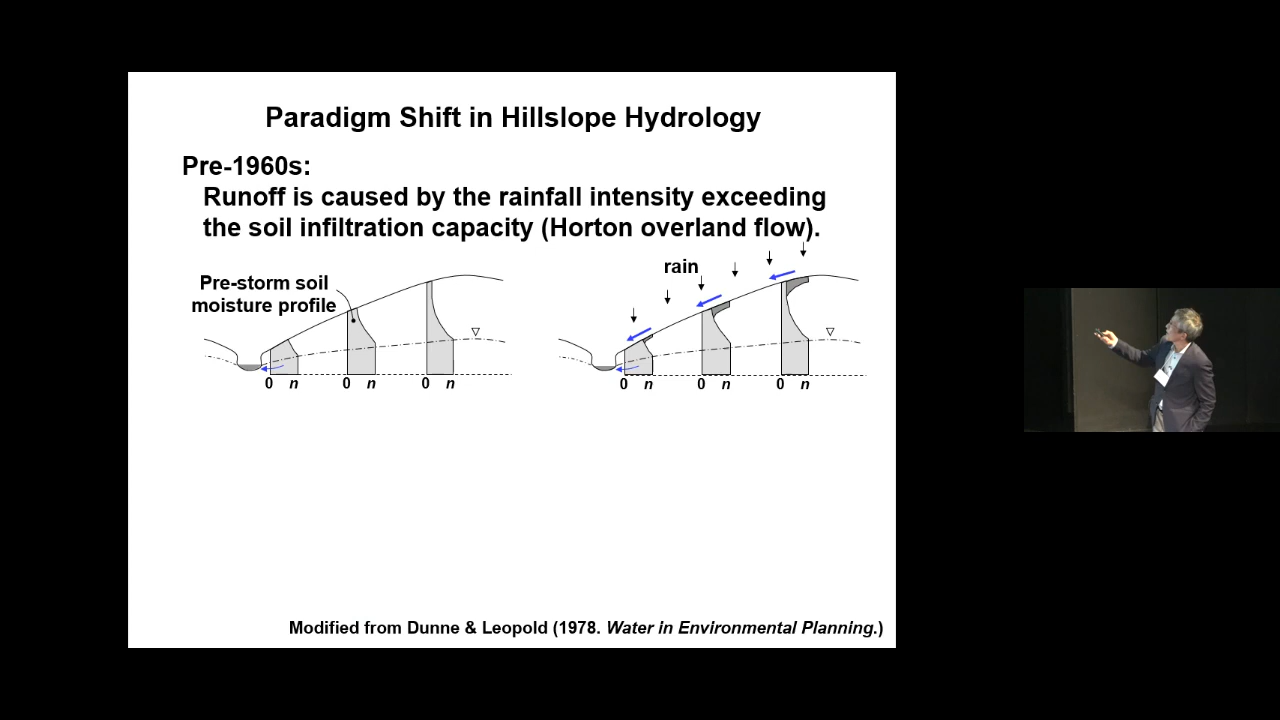 Paradigm Shift in Hillslope Hydrology
Pre-1960s:
Runoff is caused by the rainfall intensity exceeding
the soil infiltration capacity (Horton overland flow).
Pre-storm soil
moisture profile
0 n 0 n 0 n
rain
0 n 0 n 0 n
Modified from Dunne & Leopold (1978. Water in Environmental Planning.)